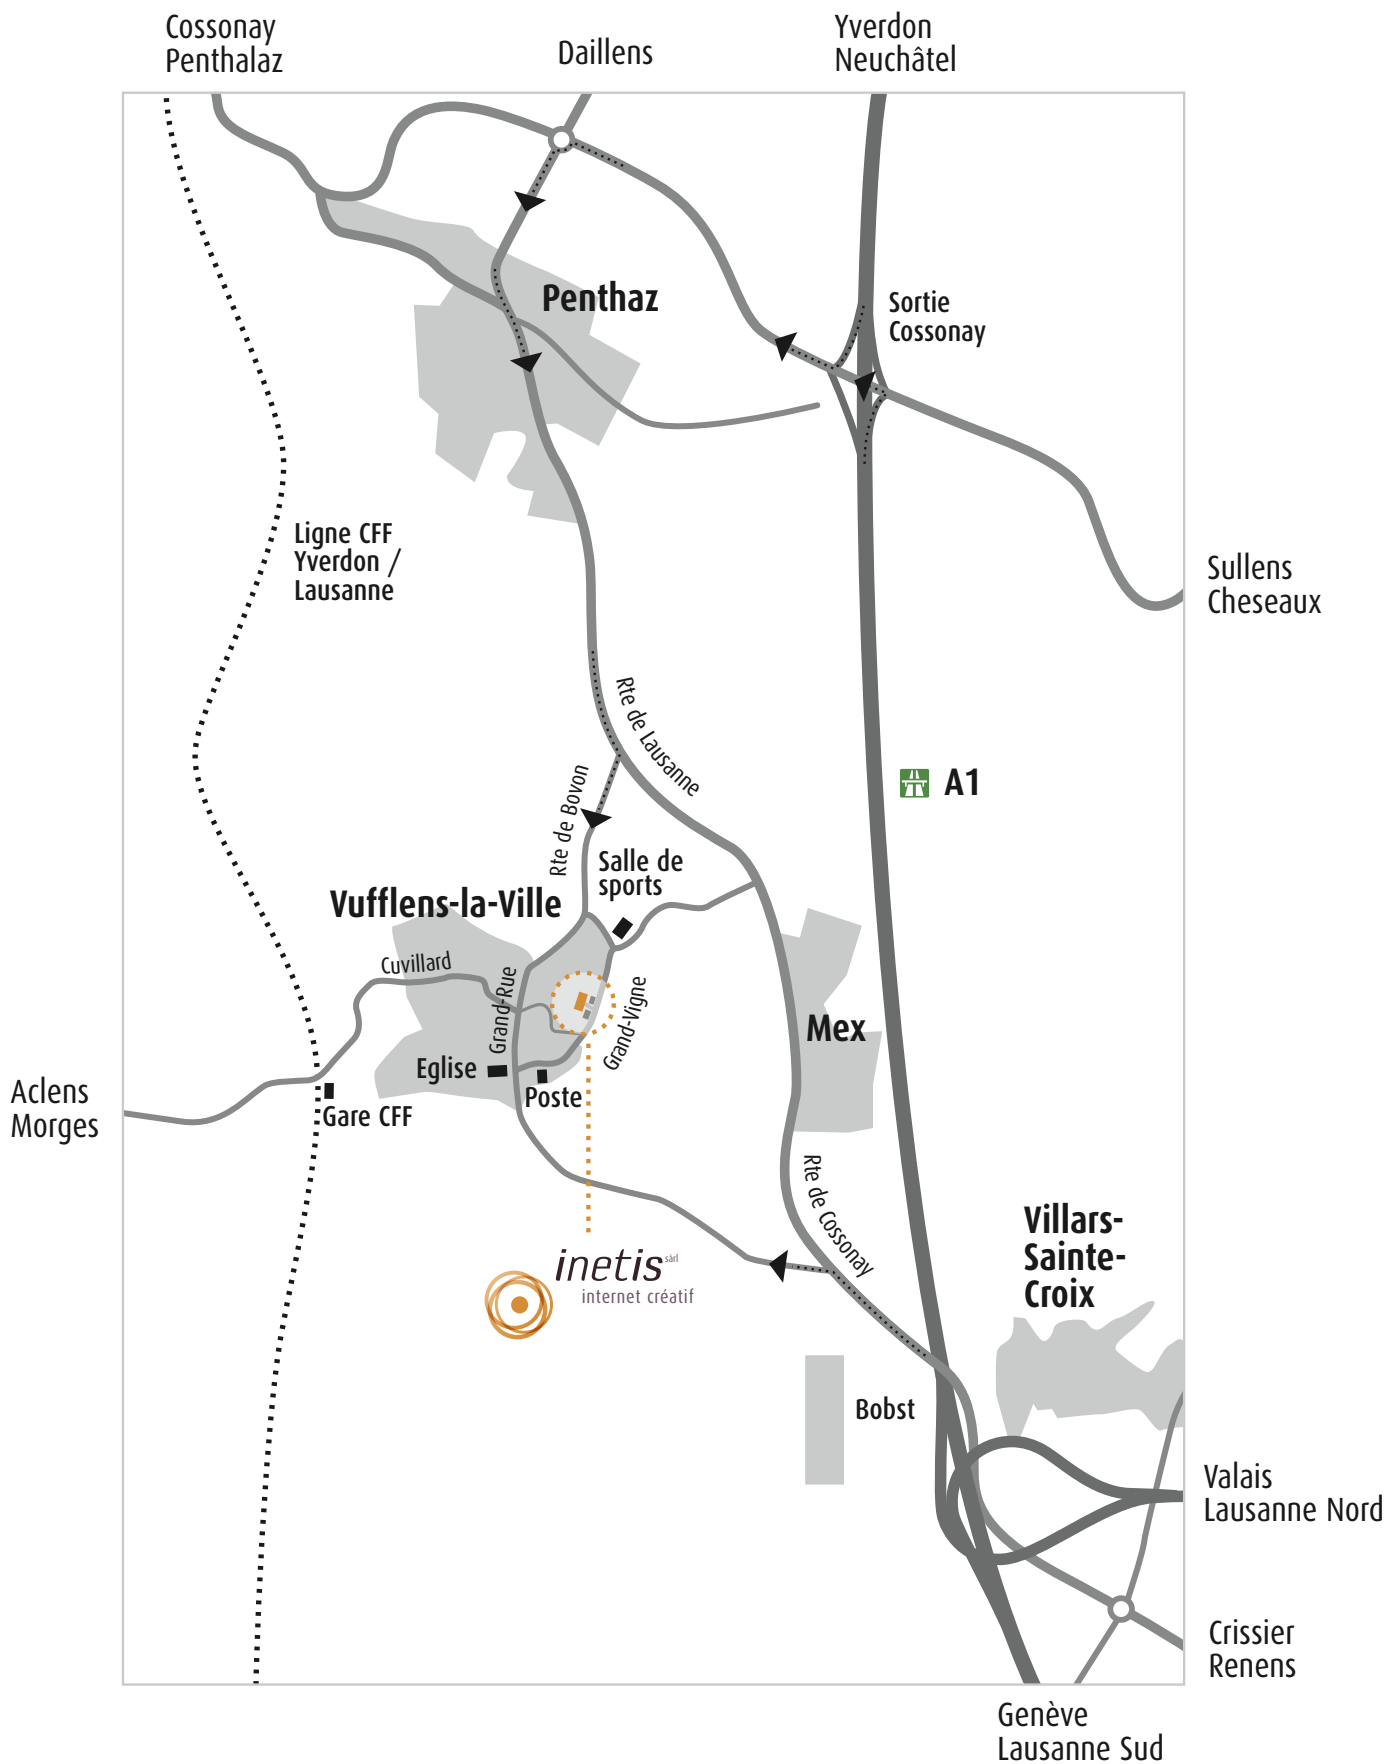 Cossonay
Penthalaz
Daillens
Yverdon
Neuchâtel
Penthaz
Sortie
Cossonay
Ligne CFF
Yverdon /
Lausanne
Sullens
Cheseaux
Rte de Lausanne
A1
Rte de Bovon
Salle de
sports
Vufflens-la-Ville
Cuvillard
Grand-Rue
Grand-Vigne
Mex
Eglise
Poste
Aclens
Morges
Gare CFF
Rte de Cossonay
Villars-
Sainte-
Croix
inetis sàrl
internet créatif
Bobst
Valais
Lausanne Nord
Crissier
Renens
Genève
Lausanne Sud